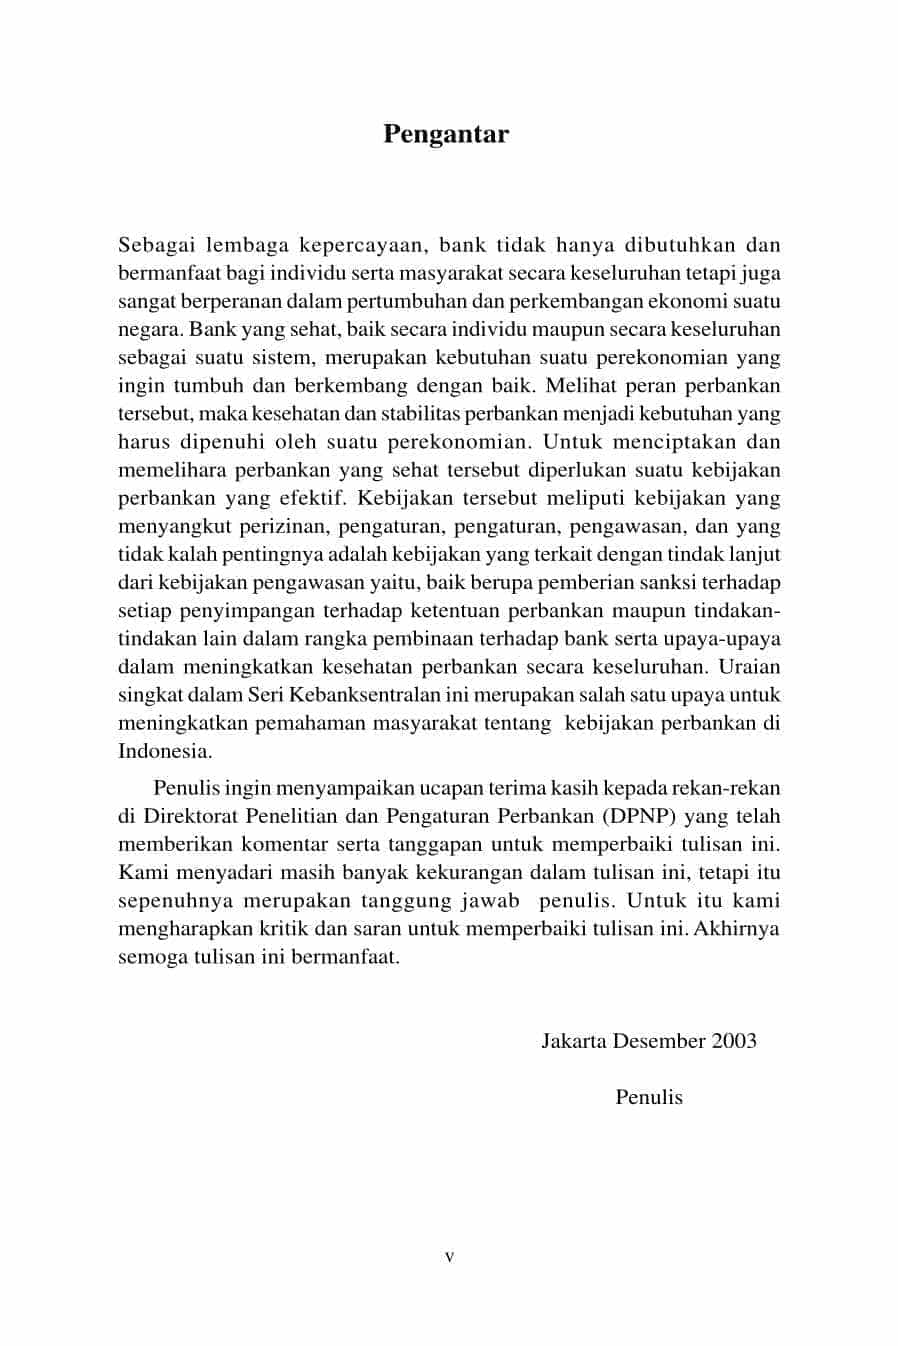 Pengantar
Sebagai lembaga kepercayaan, bank tidak hanya dibutuhkan dan
bermanfaat bagi individu serta masyarakat secara keseluruhan tetapi juga
sangat berperanan dalam pertumbuhan dan perkembangan ekonomi suatu
negara. Bank yang sehat, baik secara individu maupun secara keseluruhan
sebagai suatu sistem, merupakan kebutuhan suatu perekonomian yang
ingin tumbuh dan berkembang dengan baik. Melihat peran perbankan
tersebut, maka kesehatan dan stabilitas perbankan menjadi kebutuhan yang
harus dipenuhi oleh suatu perekonomian. Untuk menciptakan dan
memelihara perbankan yang sehat tersebut diperlukan suatu kebijakan
perbankan yang efektif. Kebijakan tersebut meliputi kebijakan yang
menyangkut perizinan, pengaturan, pengaturan, pengawasan, dan yang
tidak kalah pentingnya adalah kebijakan yang terkait dengan tindak lanjut
dari kebijakan pengawasan yaitu, baik berupa pemberian sanksi terhadap
setiap penyimpangan terhadap ketentuan perbankan maupun tindakan-
tindakan lain dalam rangka pembinaan terhadap bank serta upaya-upaya
dalam meningkatkan kesehatan perbankan secara keseluruhan. Uraian
singkat dalam Seri Kebanksentralan ini merupakan salah satu upaya untuk
meningkatkan pemahaman masyarakat tentang  kebijakan perbankan di
Indonesia.
Penulis ingin menyampaikan ucapan terima kasih kepada rekan-rekan
di Direktorat Penelitian dan Pengaturan Perbankan (DPNP) yang telah
memberikan komentar serta tanggapan untuk memperbaiki tulisan ini.
Kami menyadari masih banyak kekurangan dalam tulisan ini, tetapi itu
sepenuhnya merupakan tanggung jawab  penulis. Untuk itu kami
mengharapkan kritik dan saran untuk memperbaiki tulisan ini. Akhirnya
semoga tulisan ini bermanfaat.
Jakarta Desember 2003
Penulis
v